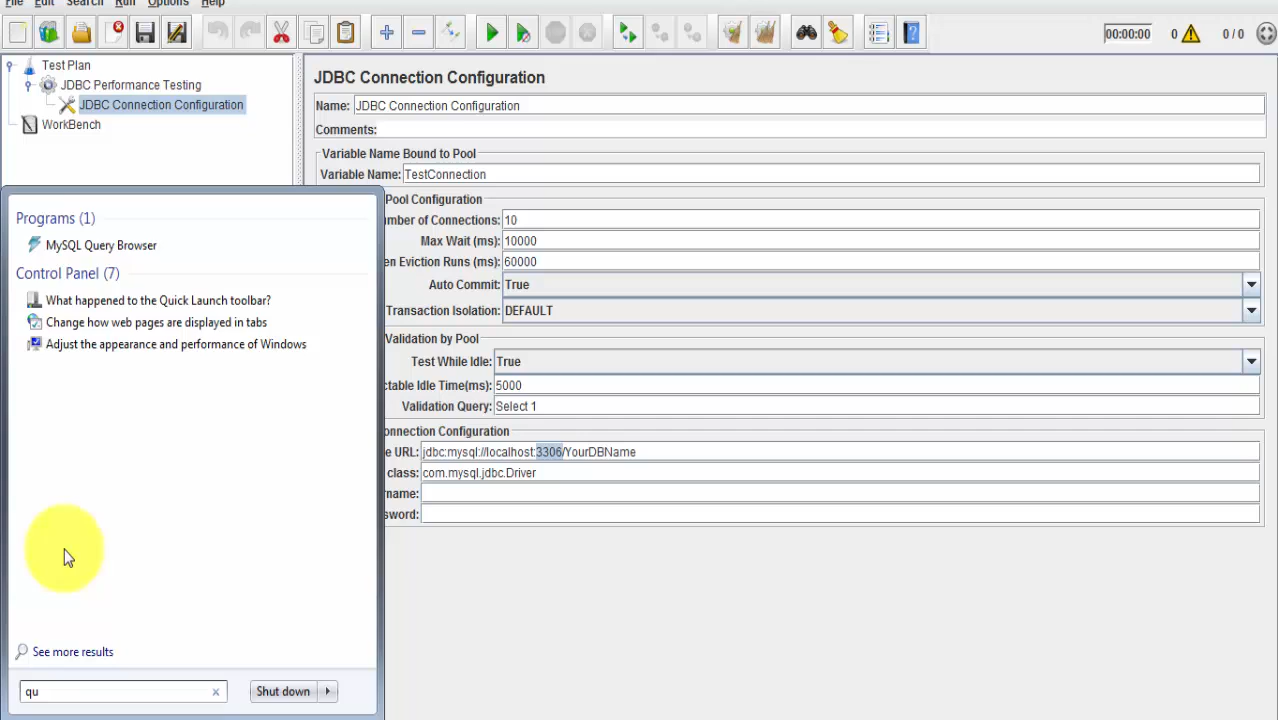 File Edit Search Run Options Help
00:00:00 0 0 / 0
Test Plan
JDBC Performance Testing
JDBC Connection Configuration
WorkBench
JDBC Connection Configuration
Name: JDBC Connection Configuration
Comments:
Variable Name Bound to Pool
Variable Name: TestConnection
Pool Configuration
mber of Connections: 10
Max Wait (ms): 10000
en Eviction Runs (ms): 60000
Auto Commit: True
Transaction Isolation: DEFAULT
Validation by Pool
Test While Idle: True
ctable Idle Time(ms): 5000
Validation Query: Select 1
onnection Configuration
e URL: jdbc:mysql://localhost:3306/YourDBName
class: com.mysql.jdbc.Driver
name:
sword:
Programs (1)
MySQL Query Browser
Control Panel (7)
What happened to the Quick Launch toolbar?
Change how web pages are displayed in tabs
Adjust the appearance and performance of Windows
See more results
qu
Shut down